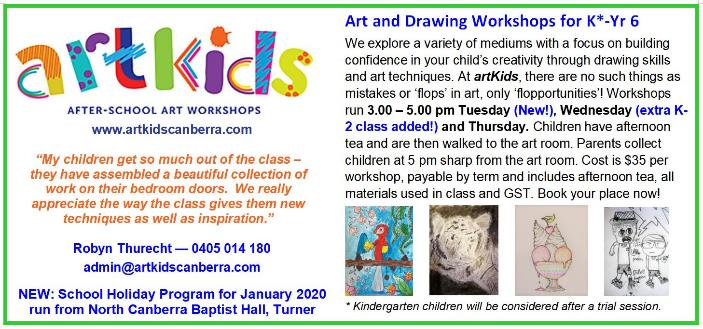 artkids
AFTER-SCHOOL ART WORKSHOPS
www.artkidscanberra.com
“My children get so much out of the class –
they have assembled a beautiful collection of
work on their bedroom doors.  We really
appreciate the way the class gives them new
techniques as well as inspiration.”
Robyn Thurecht — 0405 014 180
admin@artkidscanberra.com
NEW: School Holiday Program for January 2020
run from North Canberra Baptist Hall, Turner
Art and Drawing Workshops for K*-Yr 6
We explore a variety of mediums with a focus on building
confidence in your child’s creativity through drawing skills
and art techniques. At artKids, there are no such things as
mistakes or ‘flops’ in art, only ‘flopportunities’! Workshops
run 3.00 – 5.00 pm Tuesday (New!), Wednesday (extra K-
2 class added!) and Thursday. Children have afternoon
tea and are then walked to the art room. Parents collect
children at 5 pm sharp from the art room. Cost is $35 per
workshop, payable by term and includes afternoon tea, all
materials used in class and GST. Book your place now!
* Kindergarten children will be considered after a trial session.